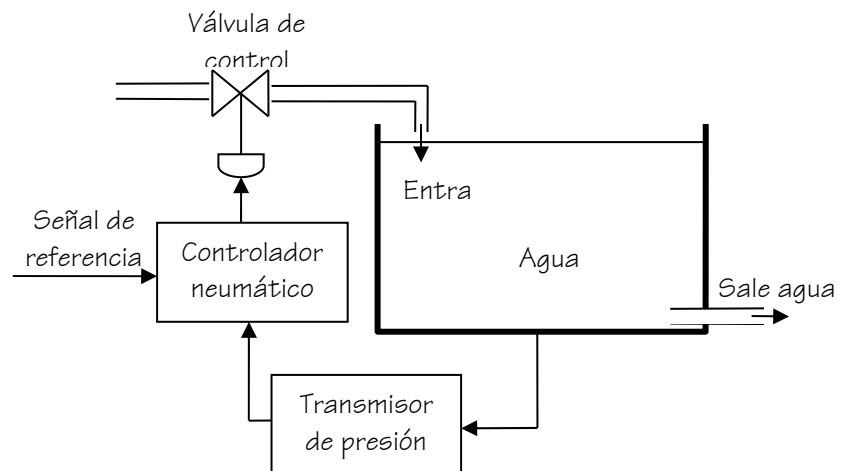 Válvula de
control
Entra
Señal de
referencia
Controlador
neumático
Agua
Sale agua
Transmisor
de presión